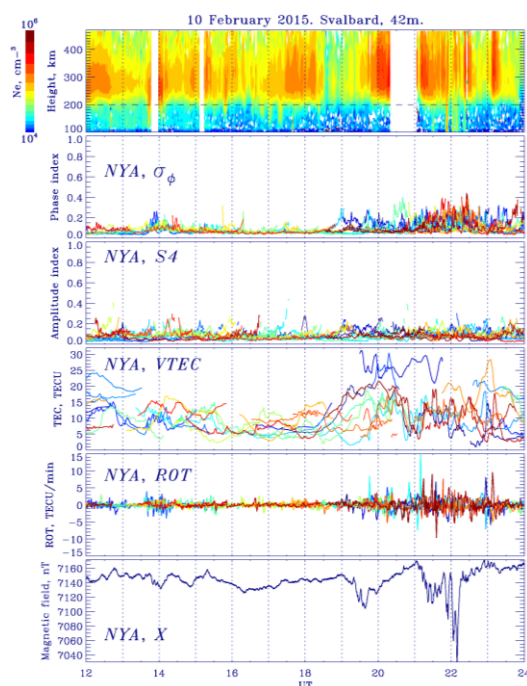 10 February 2015. Svalbard, 42m.
10⁶
Ne, cm⁻³
10⁴
Height, km
400
300
200
100
NYA, σϕ
Phase index
1.0
0.8
0.6
0.4
0.2
0.0
NYA, S4
Amplitude index
1.0
0.8
0.6
0.4
0.2
0.0
NYA, VTEC
TEC, TECU
30
25
20
15
10
5
0
NYA, ROT
ROT, TECU/min
15
10
5
0
-5
-10
-15
Magnetic field, nT
7160
7140
7120
7100
7080
7060
7040
NYA, X
12 14 16 18 20 22 24
UT